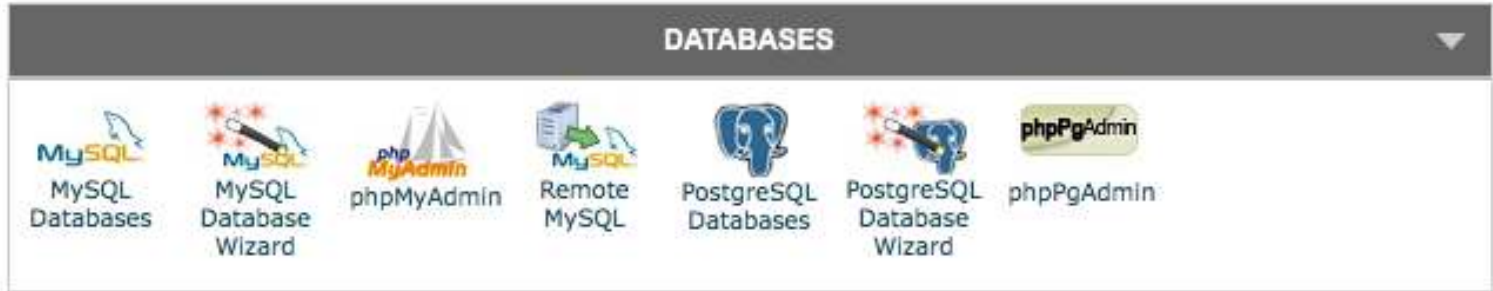 DATABASES
MySQL
MySQL
php
MyAdmin
MySQL
phpPgAdmin
MySQL
Databases
MySQL
Database
Wizard
phpMyAdmin
Remote
MySQL
PostgreSQL
Databases
PostgreSQL
Database
Wizard
phpPgAdmin